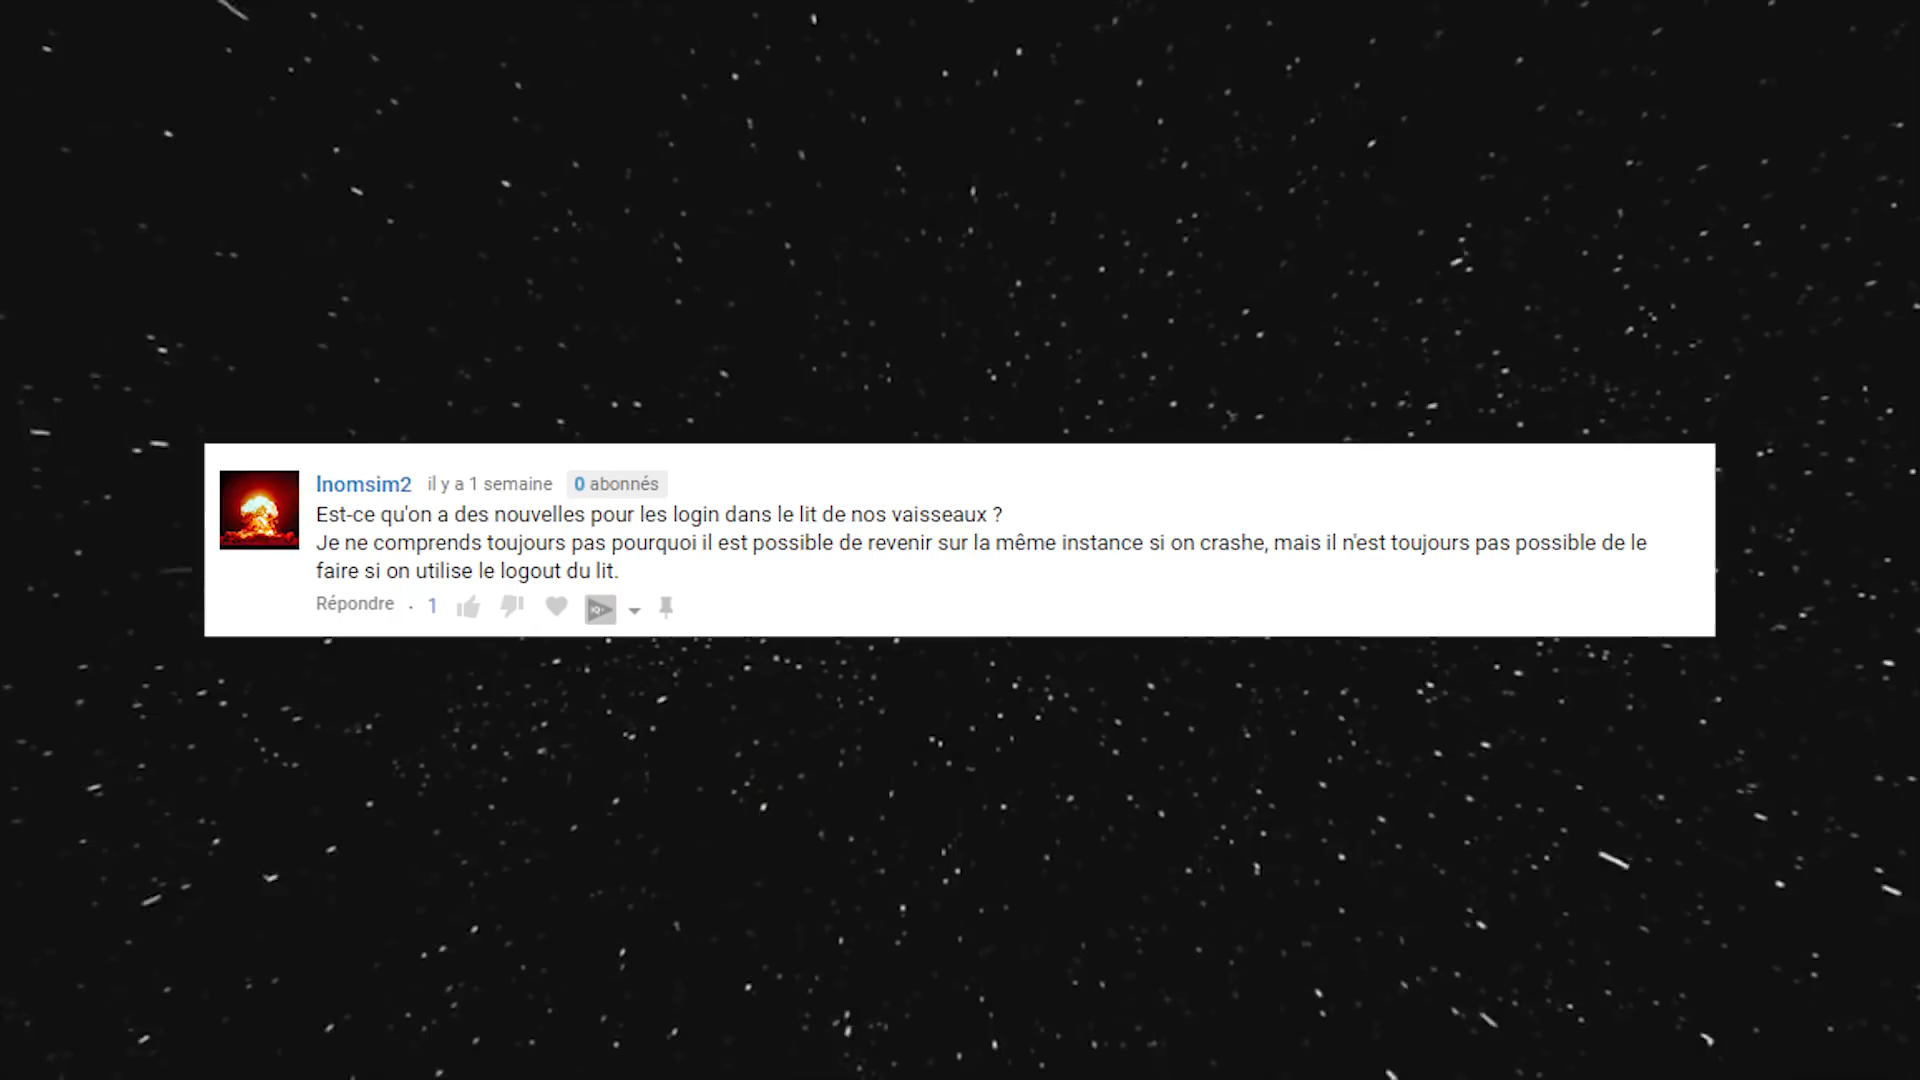 lnomsim2 il y a 1 semaine 0 abonnés
Est-ce qu'on a des nouvelles pour les login dans le lit de nos vaisseaux ?
Je ne comprends toujours pas pourquoi il est possible de revenir sur la même instance si on crashe, mais il n'est toujours pas possible de le
faire si on utilise le logout du lit.
Répondre . 1